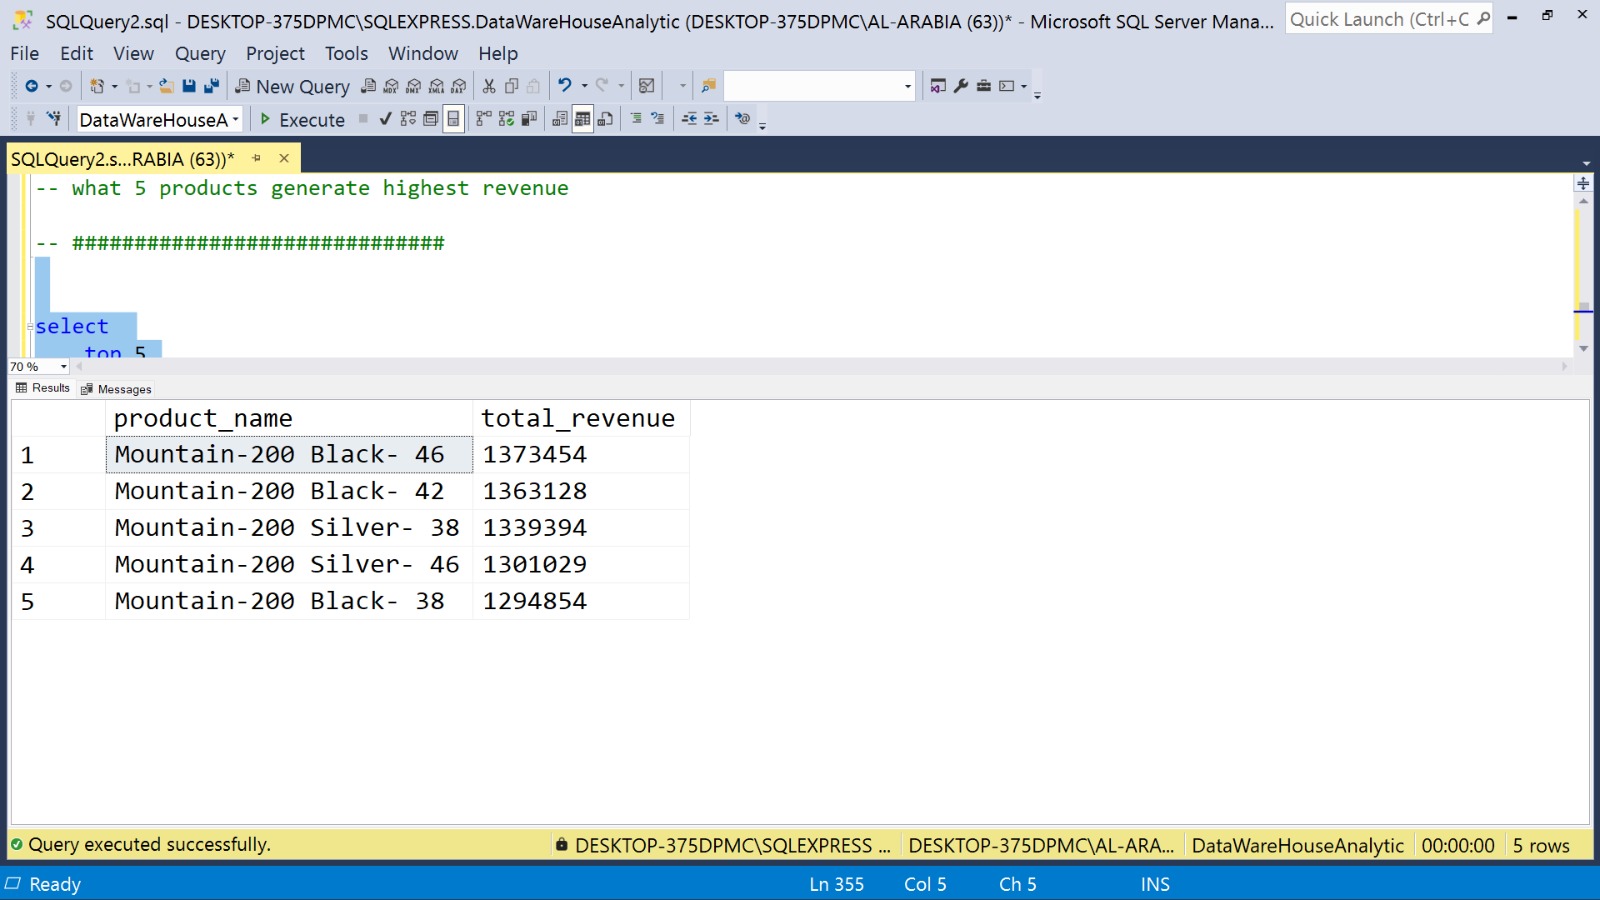 SQLQuery2.sql - DESKTOP-375DPMC\SQLEXPRESS.DataWareHouseAnalytic (DESKTOP-375DPMC\AL-ARABIA (63))* - Microsoft SQL Server Mana...
Quick Launch (Ctrl+C
File Edit View Query Project Tools Window Help
New Query
DataWareHouseA
Execute
SQLQuery2.s...RABIA (63))*
-- what 5 products generate highest revenue
-- ##############################
select
top 5
70 %
Results Messages
product_name total_revenue
1 Mountain-200 Black- 46 1373454
2 Mountain-200 Black- 42 1363128
3 Mountain-200 Silver- 38 1339394
4 Mountain-200 Silver- 46 1301029
5 Mountain-200 Black- 38 1294854
Query executed successfully.
DESKTOP-375DPMC\SQLEXPRESS ...
DESKTOP-375DPMC\AL-ARA...
DataWareHouseAnalytic
00:00:00
5 rows
Ready
Ln 355 Col 5 Ch 5 INS